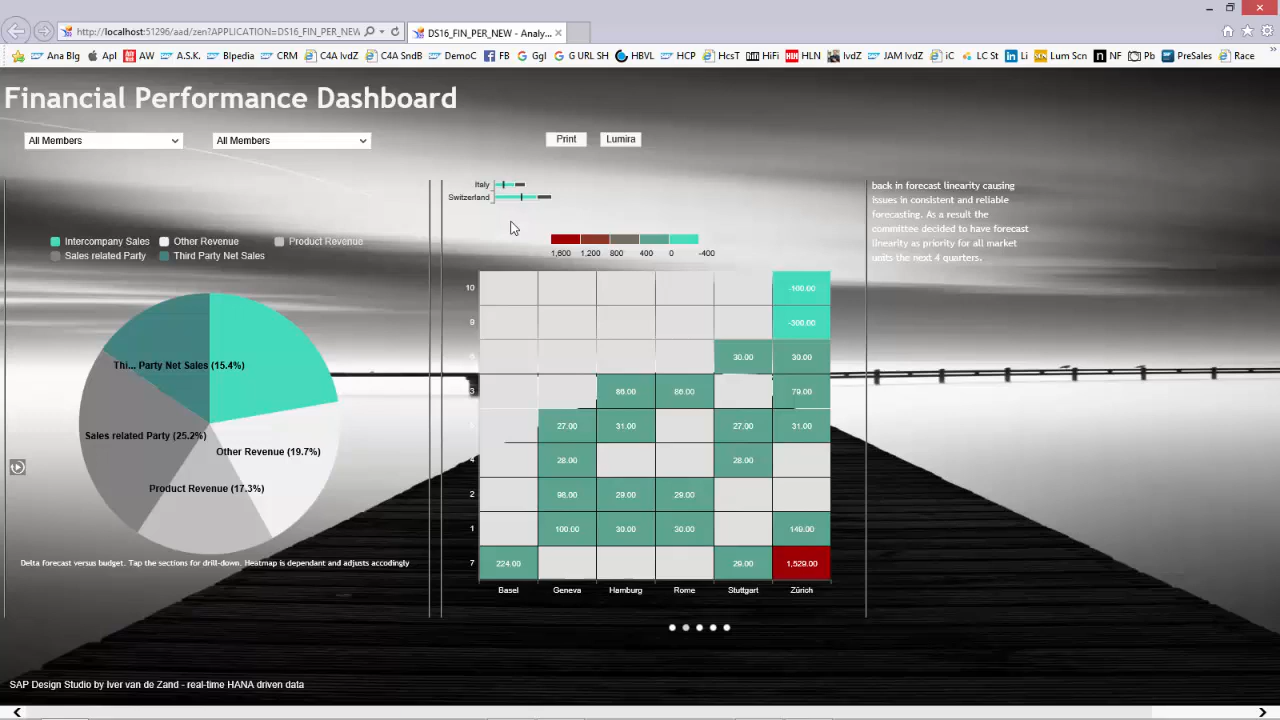 http://localhost:51296/aad/zen?APPLICATION=DS16_FIN_PER_NEW
DS16_FIN_PER_NEW - Analy...
Ana Blg
Apl
AW
A.S.K.
Blpedia
CRM
C4A IvdZ
C4A SndB
DemoC
FB
Ggl
G URL SH
HBVL
HcsT
HCP
HiFi
HLN
IvdZ
JAM IvdZ
iC
LC St
Li
Lum Scn
NF
Pb
PreSales
Race
Financial Performance Dashboard
All Members
All Members
Print
Lumira
Intercompany Sales
Other Revenue
Product Revenue
Sales related Party
Third Party Net Sales
Thi... Party Net Sales (15.4%)
Sales related Party (25.2%)
Other Revenue (19.7%)
Product Revenue (17.3%)
Delta forecast versus budget. Tap the sections for drill-down. Heatmap is dependant and adjusts accodingly
Italy
Switzerland
1,600 1,200 800 400 0 -400
10 -160.00
9 -300.00
30.00 30.00
3 86.00 86.00 79.00
27.00 31.00 27.00 31.00
28.00 28.00
2 98.00 29.00 29.00
1 100.00 30.00 30.00 149.00
7 224.00 29.00 1,529.00
Basel Geneva Hamburg Rome Stuttgart Zürich
back in forecast linearity causing
issues in consistent and reliable
forecasting. As a result the
committee decided to have forecast
linearity as priority for all market
units the next 4 quarters.
SAP Design Studio by Iver van de Zand - real-time HANA driven data